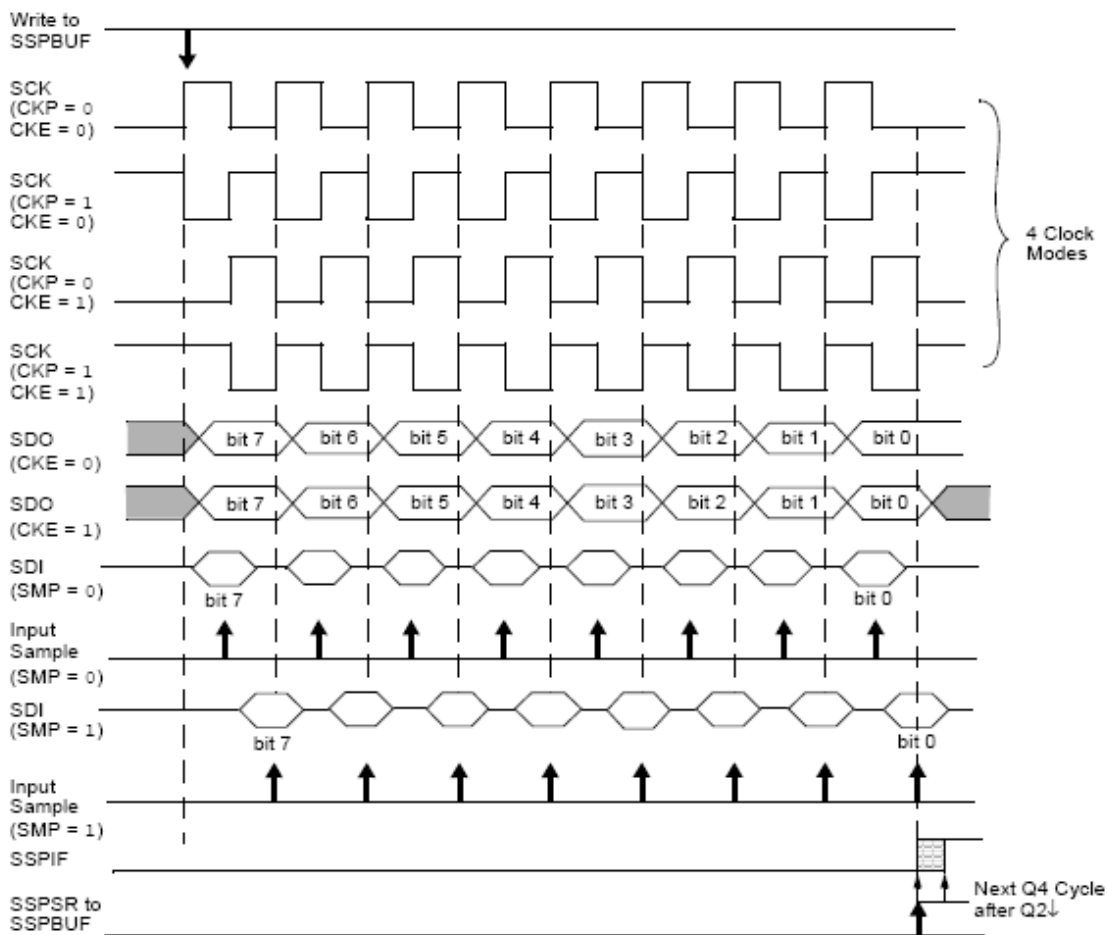 Write to
SSPBUF
SCK
(CKP = 0
CKE = 0)
SCK
(CKP = 1
CKE = 0)
SCK
(CKP = 0
CKE = 1)
SCK
(CKP = 1
CKE = 1)
4 Clock
Modes
SDO
(CKE = 0)
bit 7 bit 6 bit 5 bit 4 bit 3 bit 2 bit 1 bit 0
SDO
(CKE = 1)
bit 7 bit 6 bit 5 bit 4 bit 3 bit 2 bit 1 bit 0
SDI
(SMP = 0)
bit 7 bit 0
Input
Sample
(SMP = 0)
SDI
(SMP = 1)
bit 7 bit 0
Input
Sample
(SMP = 1)
SSPIF
Next Q4 Cycle
after Q2↓
SSPSR to
SSPBUF